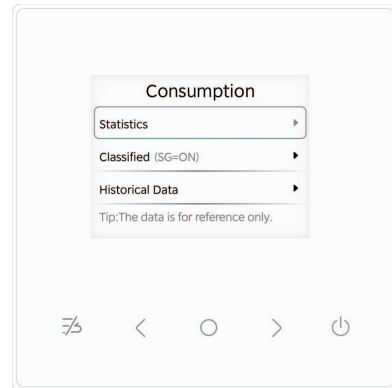 Consumption
Statistics
Classified (SG=ON)
Historical Data
Tip:The data is for reference only.